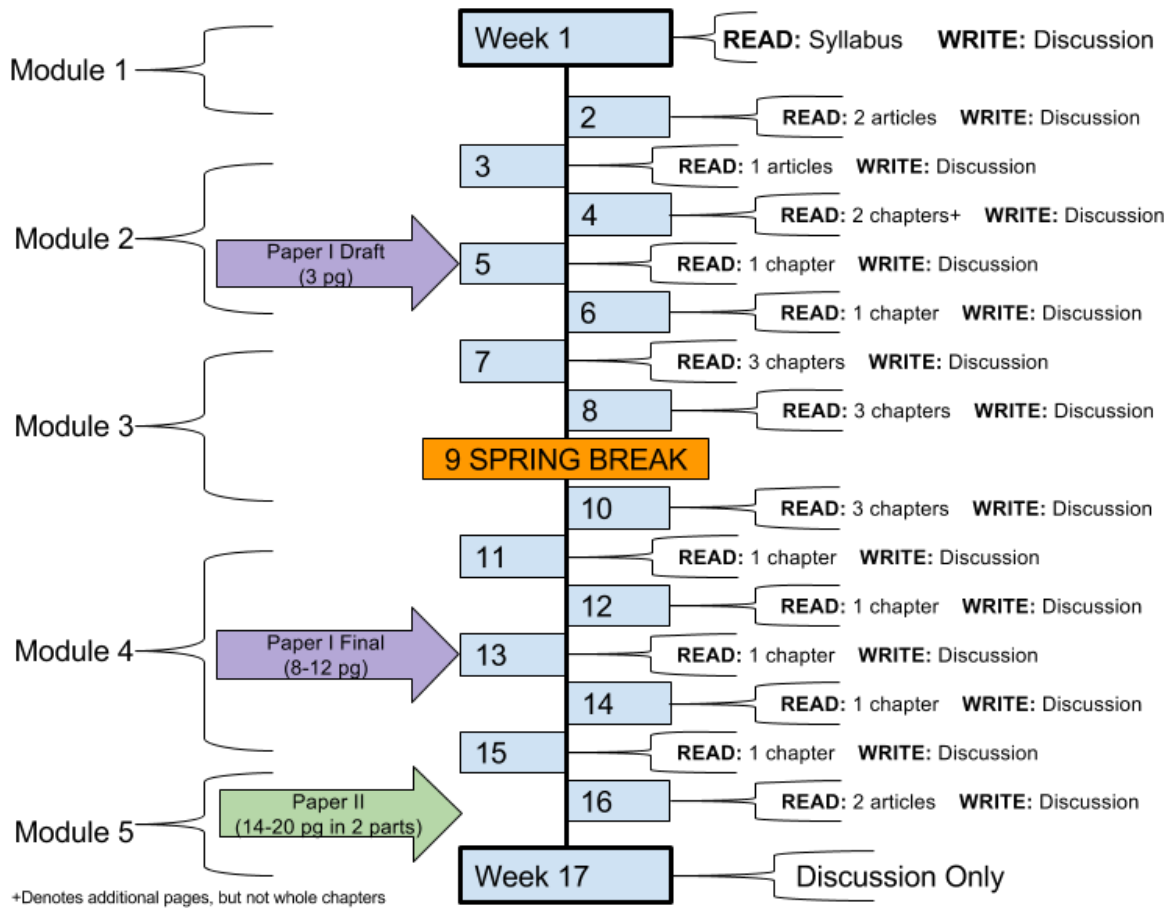 Week 1
READ: Syllabus WRITE: Discussion
Module 1
2
READ: 2 articles WRITE: Discussion
3
READ: 1 articles WRITE: Discussion
Module 2
4
READ: 2 chapters+ WRITE: Discussion
Paper I Draft
(3 pg)
5
READ: 1 chapter WRITE: Discussion
6
READ: 1 chapter WRITE: Discussion
7
READ: 3 chapters WRITE: Discussion
Module 3
8
READ: 3 chapters WRITE: Discussion
9 SPRING BREAK
10
READ: 3 chapters WRITE: Discussion
11
READ: 1 chapter WRITE: Discussion
12
READ: 1 chapter WRITE: Discussion
Module 4
Paper I Final
(8-12 pg)
13
READ: 1 chapter WRITE: Discussion
14
READ: 1 chapter WRITE: Discussion
15
READ: 1 chapter WRITE: Discussion
Module 5
Paper II
(14-20 pg in 2 parts)
16
READ: 2 articles WRITE: Discussion
Week 17
Discussion Only
+Denotes additional pages, but not whole chapters